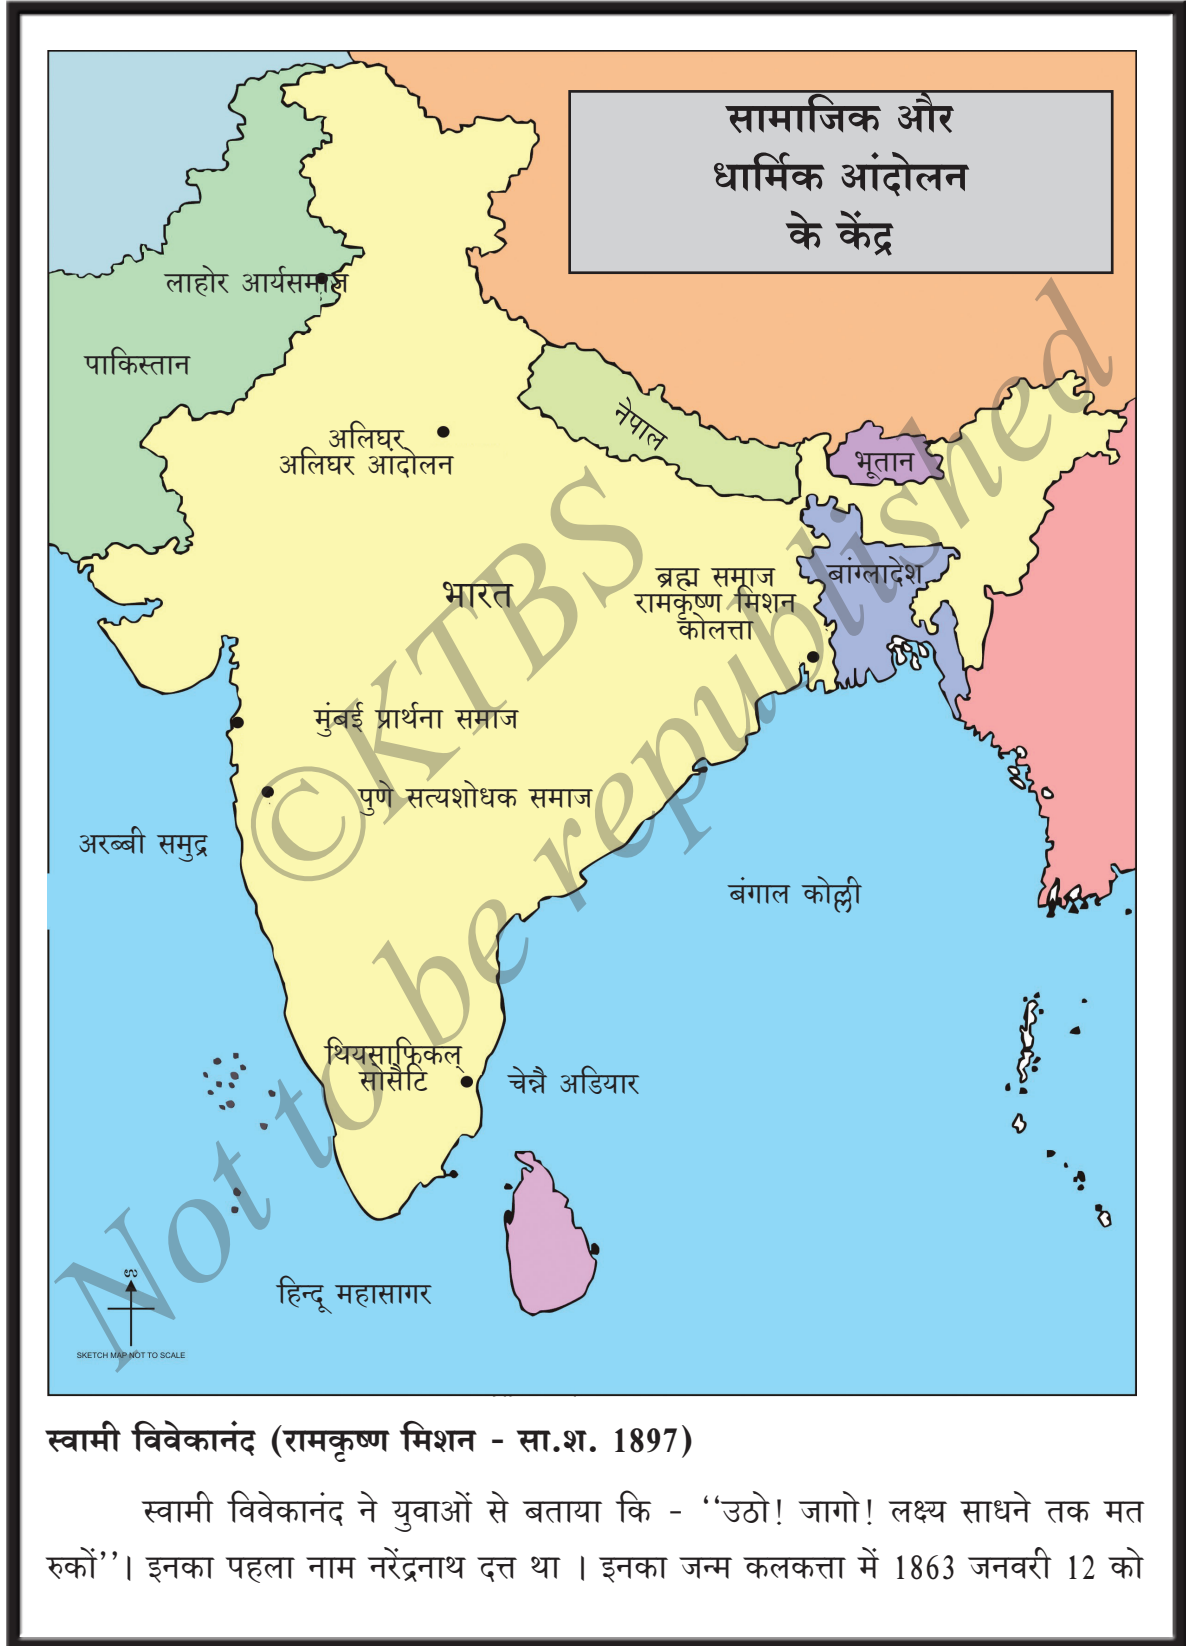 सामाजिक और
धार्मिक आंदोलन
के केंद्र
लाहोर आर्यसमाज
पाकिस्तान
नेपाल
अलिघर
अलिघर आंदोलन
भूतान
भारत
ब्रह्म समाज
रामकृष्ण मिशन
कोलत्ता
बांग्लादेश
मुंबई प्रार्थना समाज
पुणे सत्यशोधक समाज
अरब्बी समुद्र
बंगाल कोल्ली
थियसाफिकल्
सोसैटि
चेन्नै अडियार
हिन्दू महासागर
S
SKETCH MAP NOT TO SCALE
©KTBS
Not to be republished
स्वामी विवेकानंद (रामकृष्ण मिशन - सा.श. 1897)
स्वामी विवेकानंद ने युवाओं से बताया कि - ‘‘उठो! जागो! लक्ष्य साधने तक मत
रुकों’’। इनका पहला नाम नरेंद्रनाथ दत्त था । इनका जन्म कलकत्ता में 1863 जनवरी 12 को